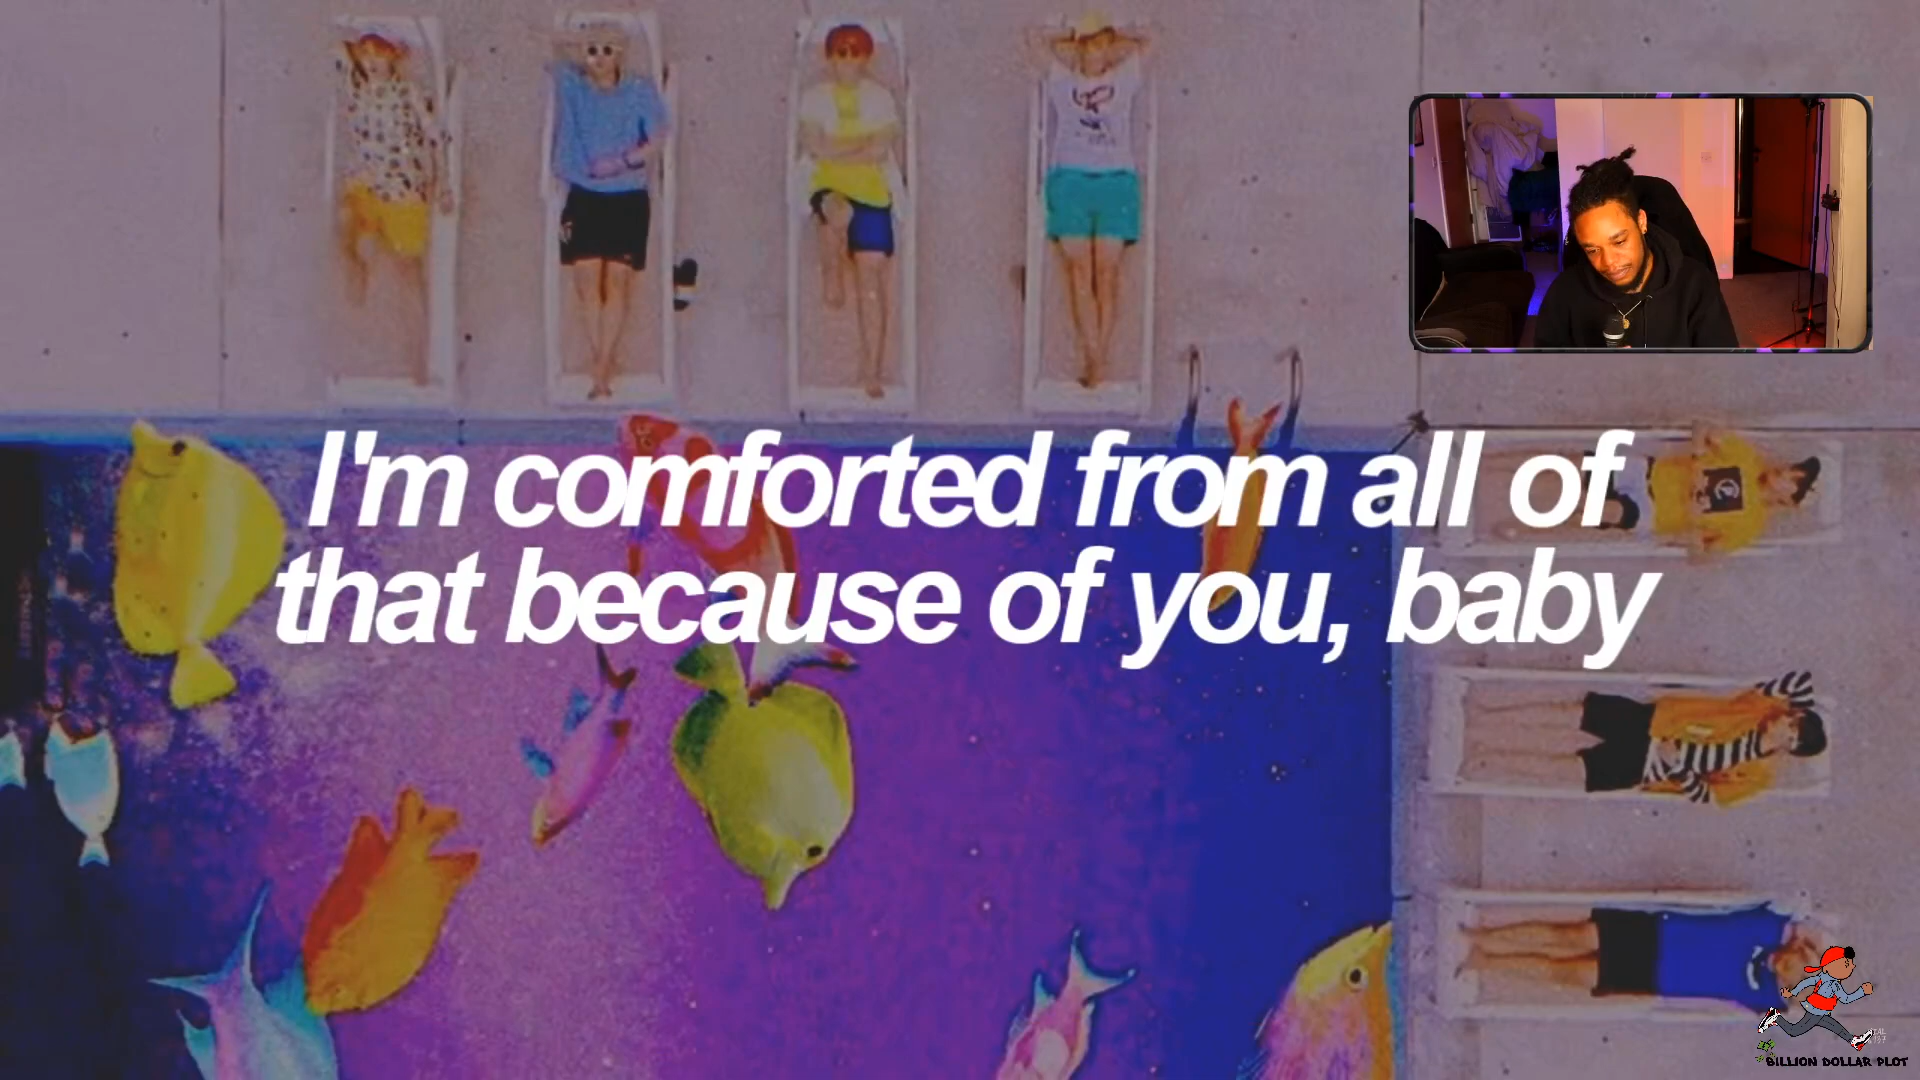 I'm comforted from all of
that because of you, baby
BILLION DOLLAR PLOT